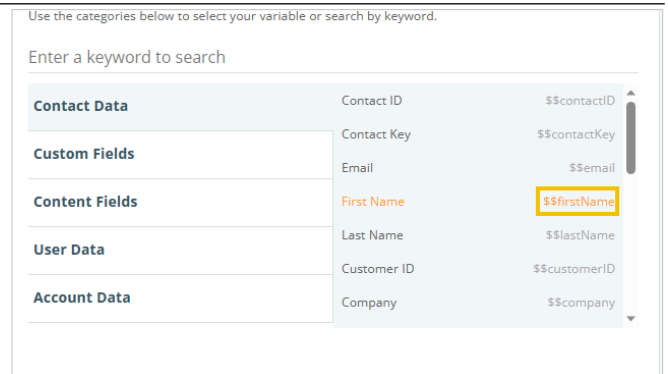 Use the categories below to select your variable or search by keyword.
Enter a keyword to search
Contact Data
Custom Fields
Content Fields
User Data
Account Data
Contact ID $$contactID
Contact Key $$contactKey
Email $$email
First Name $$firstName
Last Name $$lastName
Customer ID $$customerID
Company $$company